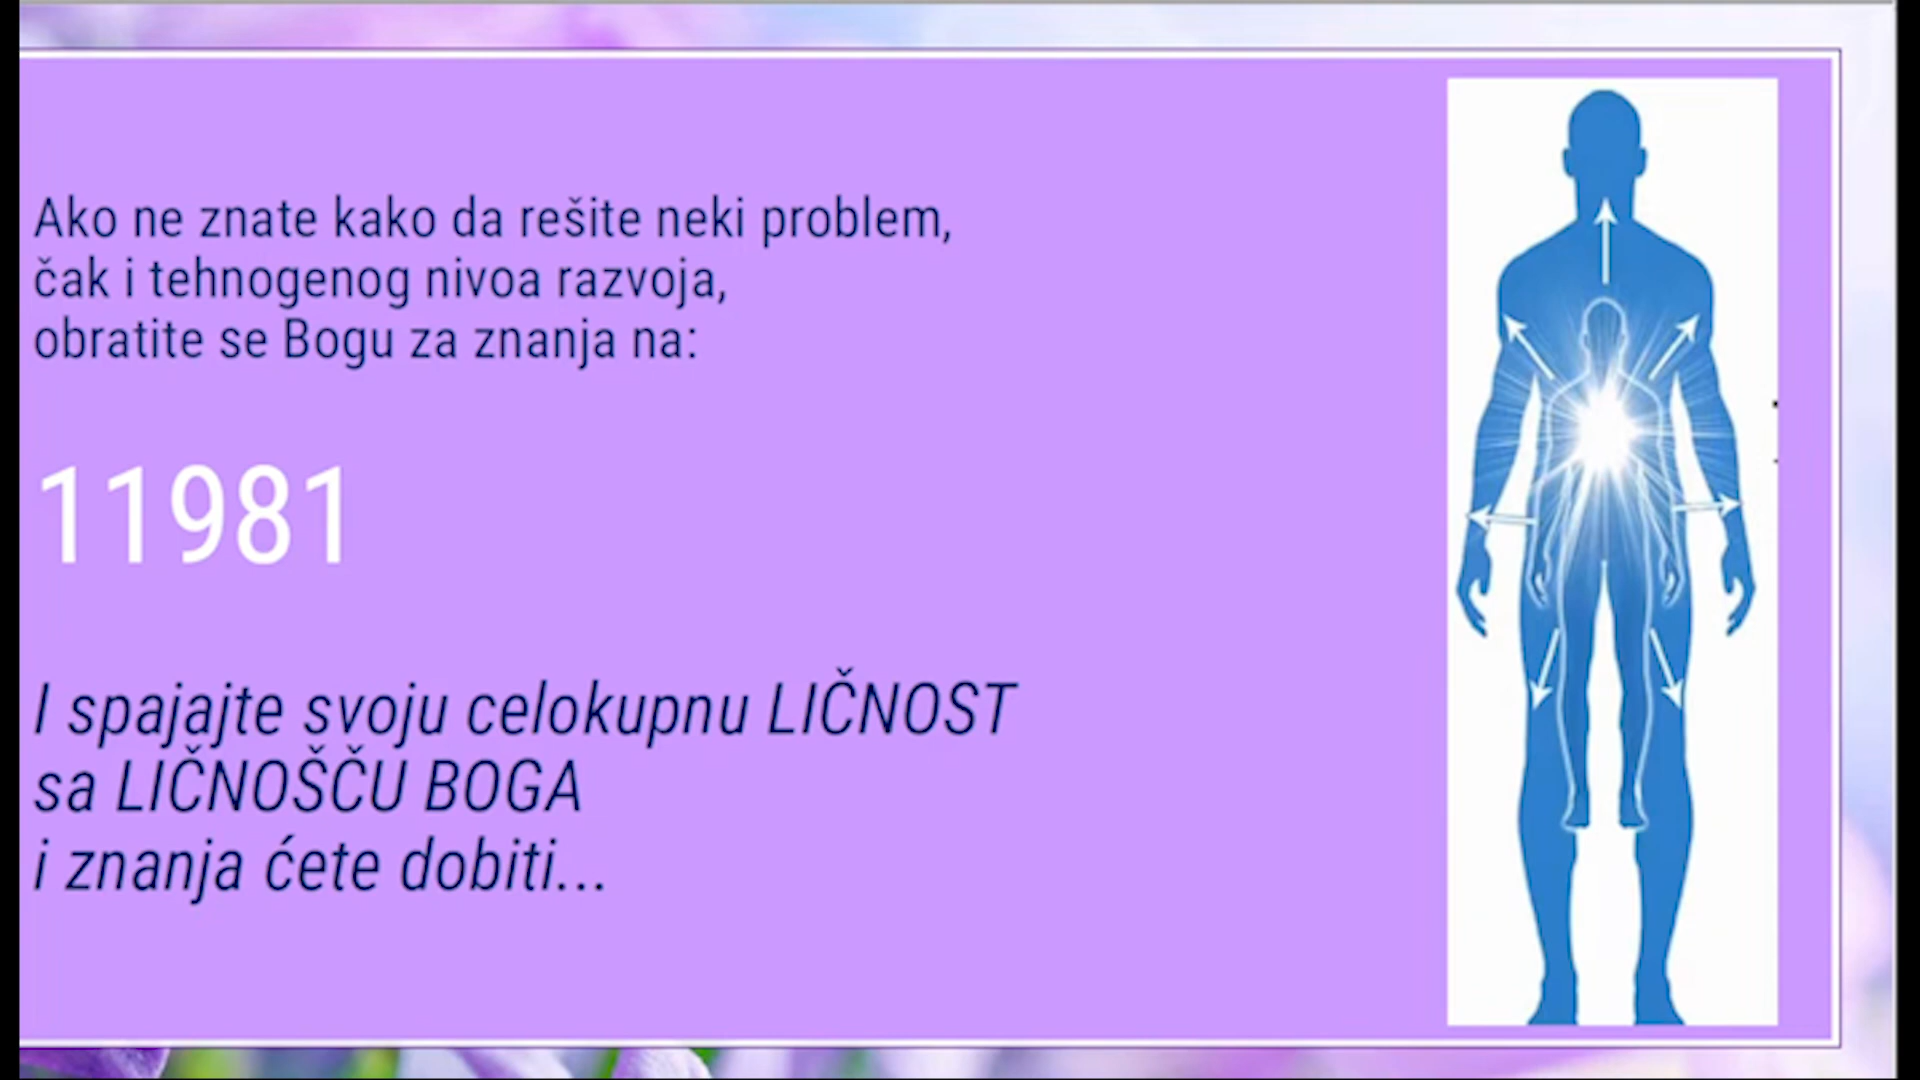 Ako ne znate kako da rešite neki problem,
čak i tehnogenog nivoa razvoja,
obratite se Bogu za znanja na:
11981
I spajajte svoju celokupnu LIČNOST
sa LIČNOŠČU BOGA
i znanja ćete dobiti...